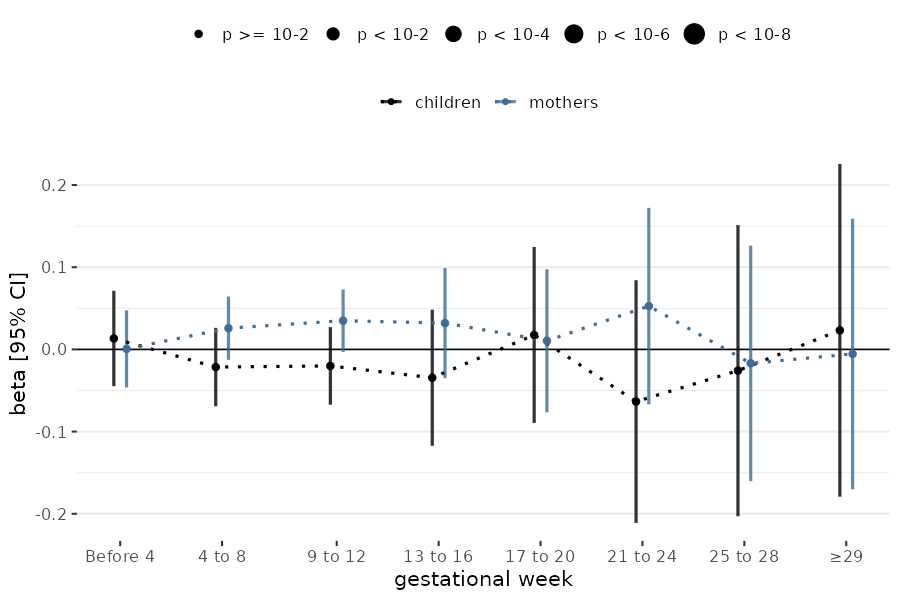 p >= 10-2 p < 10-2 p < 10-4 p < 10-6 p < 10-8
children mothers
0.2
0.1
0.0
-0.1
-0.2
beta [95% CI]
Before 4 4 to 8 9 to 12 13 to 16 17 to 20 21 to 24 25 to 28 ≥29
gestational week